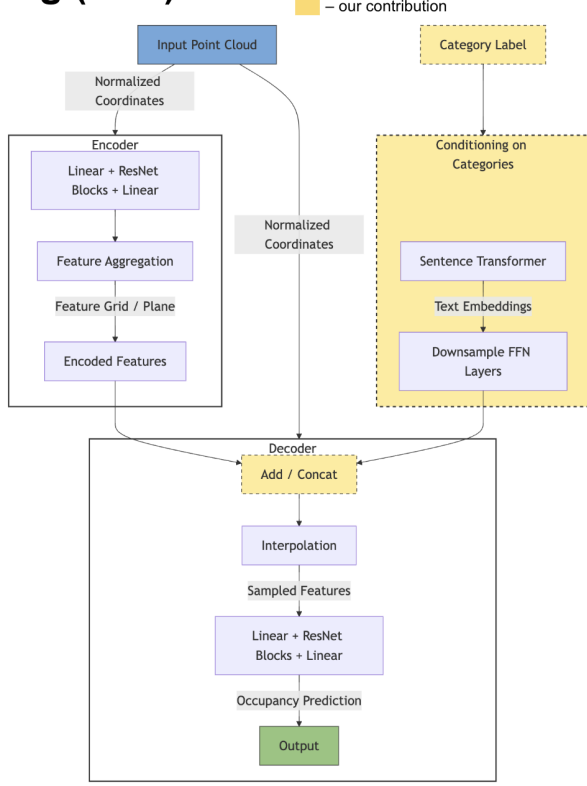 – our contribution
Input Point Cloud
Category Label
Normalized
Coordinates
Encoder
Linear + ResNet
Blocks + Linear
Feature Aggregation
Feature Grid / Plane
Encoded Features
Normalized
Coordinates
Conditioning on
Categories
Sentence Transformer
Text Embeddings
Downsample FFN
Layers
Decoder
Add / Concat
Interpolation
Sampled Features
Linear + ResNet
Blocks + Linear
Occupancy Prediction
Output